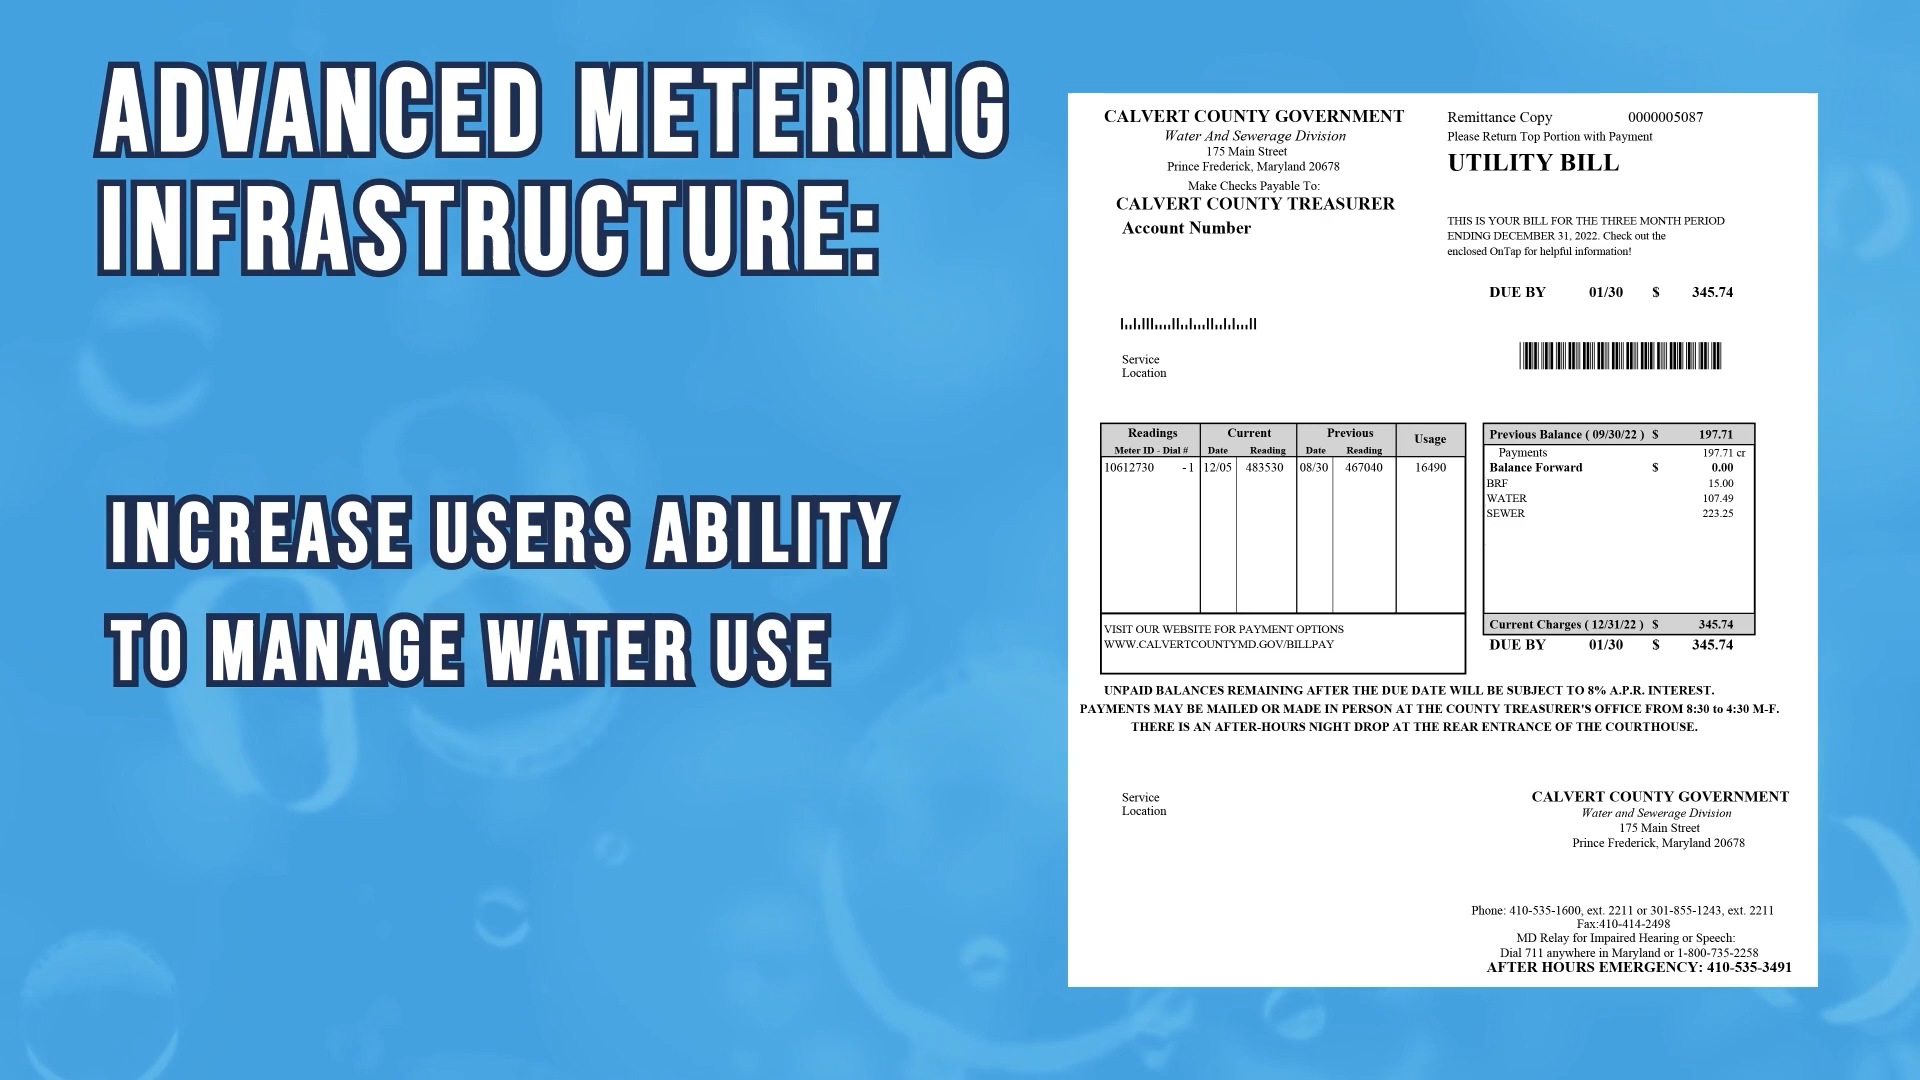 ADVANCED METERING
INFRASTRUCTURE:
INCREASE USERS ABILITY
TO MANAGE WATER USE
CALVERT COUNTY GOVERNMENT
Water And Sewerage Division
175 Main Street
Prince Frederick, Maryland 20678
Make Checks Payable To:
CALVERT COUNTY TREASURER
Account Number
Remittance Copy 0000005087
Please Return Top Portion with Payment
UTILITY BILL
THIS IS YOUR BILL FOR THE THREE MONTH PERIOD
ENDING DECEMBER 31, 2022. Check out the
enclosed OnTap for helpful information!
DUE BY 01/30 $ 345.74
Service
Location
Readings Current Previous Usage
Meter ID - Dial # Date Reading Date Reading
10612730 - 1 12/05 483530 08/30 467040 16490
VISIT OUR WEBSITE FOR PAYMENT OPTIONS
WWW.CALVERTCOUNTYMD.GOV/BILLPAY
Previous Balance ( 09/30/22 ) $ 197.71
Payments 197.71 cr
Balance Forward $ 0.00
BRF 15.00
WATER 107.49
SEWER 223.25
Current Charges ( 12/31/22 ) $ 345.74
DUE BY 01/30 $ 345.74
UNPAID BALANCES REMAINING AFTER THE DUE DATE WILL BE SUBJECT TO 8% A.P.R. INTEREST.
PAYMENTS MAY BE MAILED OR MADE IN PERSON AT THE COUNTY TREASURER'S OFFICE FROM 8:30 to 4:30 M-F.
THERE IS AN AFTER-HOURS NIGHT DROP AT THE REAR ENTRANCE OF THE COURTHOUSE.
Service
Location
CALVERT COUNTY GOVERNMENT
Water and Sewerage Division
175 Main Street
Prince Frederick, Maryland 20678
Phone: 410-535-1600, ext. 2211 or 301-855-1243, ext. 2211
Fax:410-414-2498
MD Relay for Impaired Hearing or Speech:
Dial 711 anywhere in Maryland or 1-800-735-2258
AFTER HOURS EMERGENCY: 410-535-3491